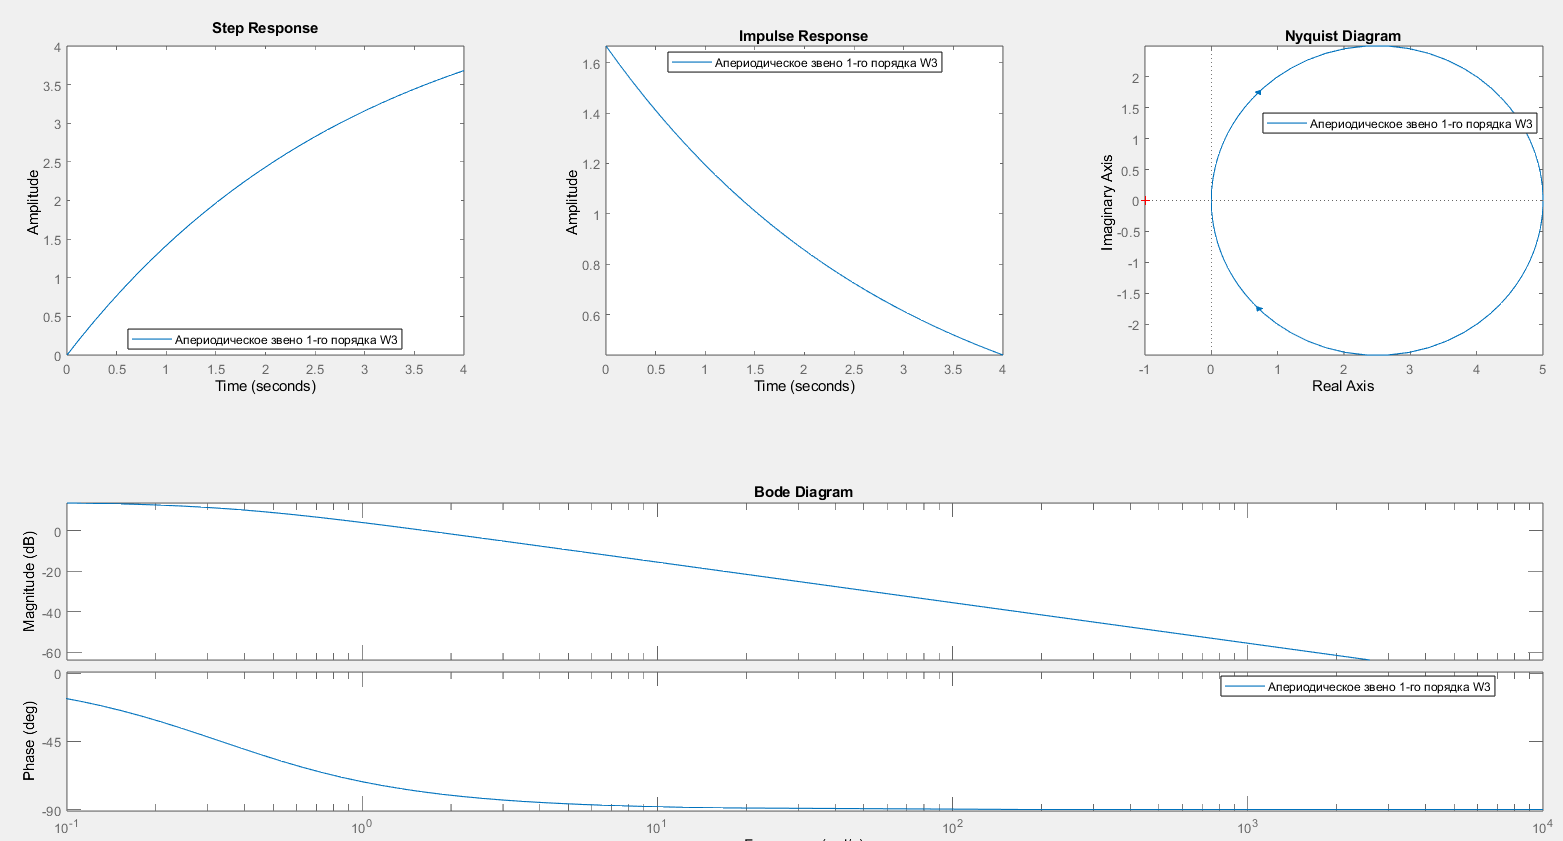 Step Response
Amplitude
4
3.5
3
2.5
2
1.5
1
0.5
0
Апериодическое звено 1-го порядка W3
0 0.5 1 1.5 2 2.5 3 3.5 4
Time (seconds)
Impulse Response
Amplitude
1.6
1.4
1.2
1
0.8
0.6
Апериодическое звено 1-го порядка W3
0 0.5 1 1.5 2 2.5 3 3.5 4
Time (seconds)
Nyquist Diagram
Imaginary Axis
2
1.5
1
0.5
0
-0.5
-1
-1.5
-2
Апериодическое звено 1-го порядка W3
-1 0 1 2 3 4 5
Real Axis
Bode Diagram
Magnitude (dB)
0
-20
-40
-60
Phase (deg)
0
-45
-90
Апериодическое звено 1-го порядка W3
10^-1 10^0 10^1 10^2 10^3 10^4